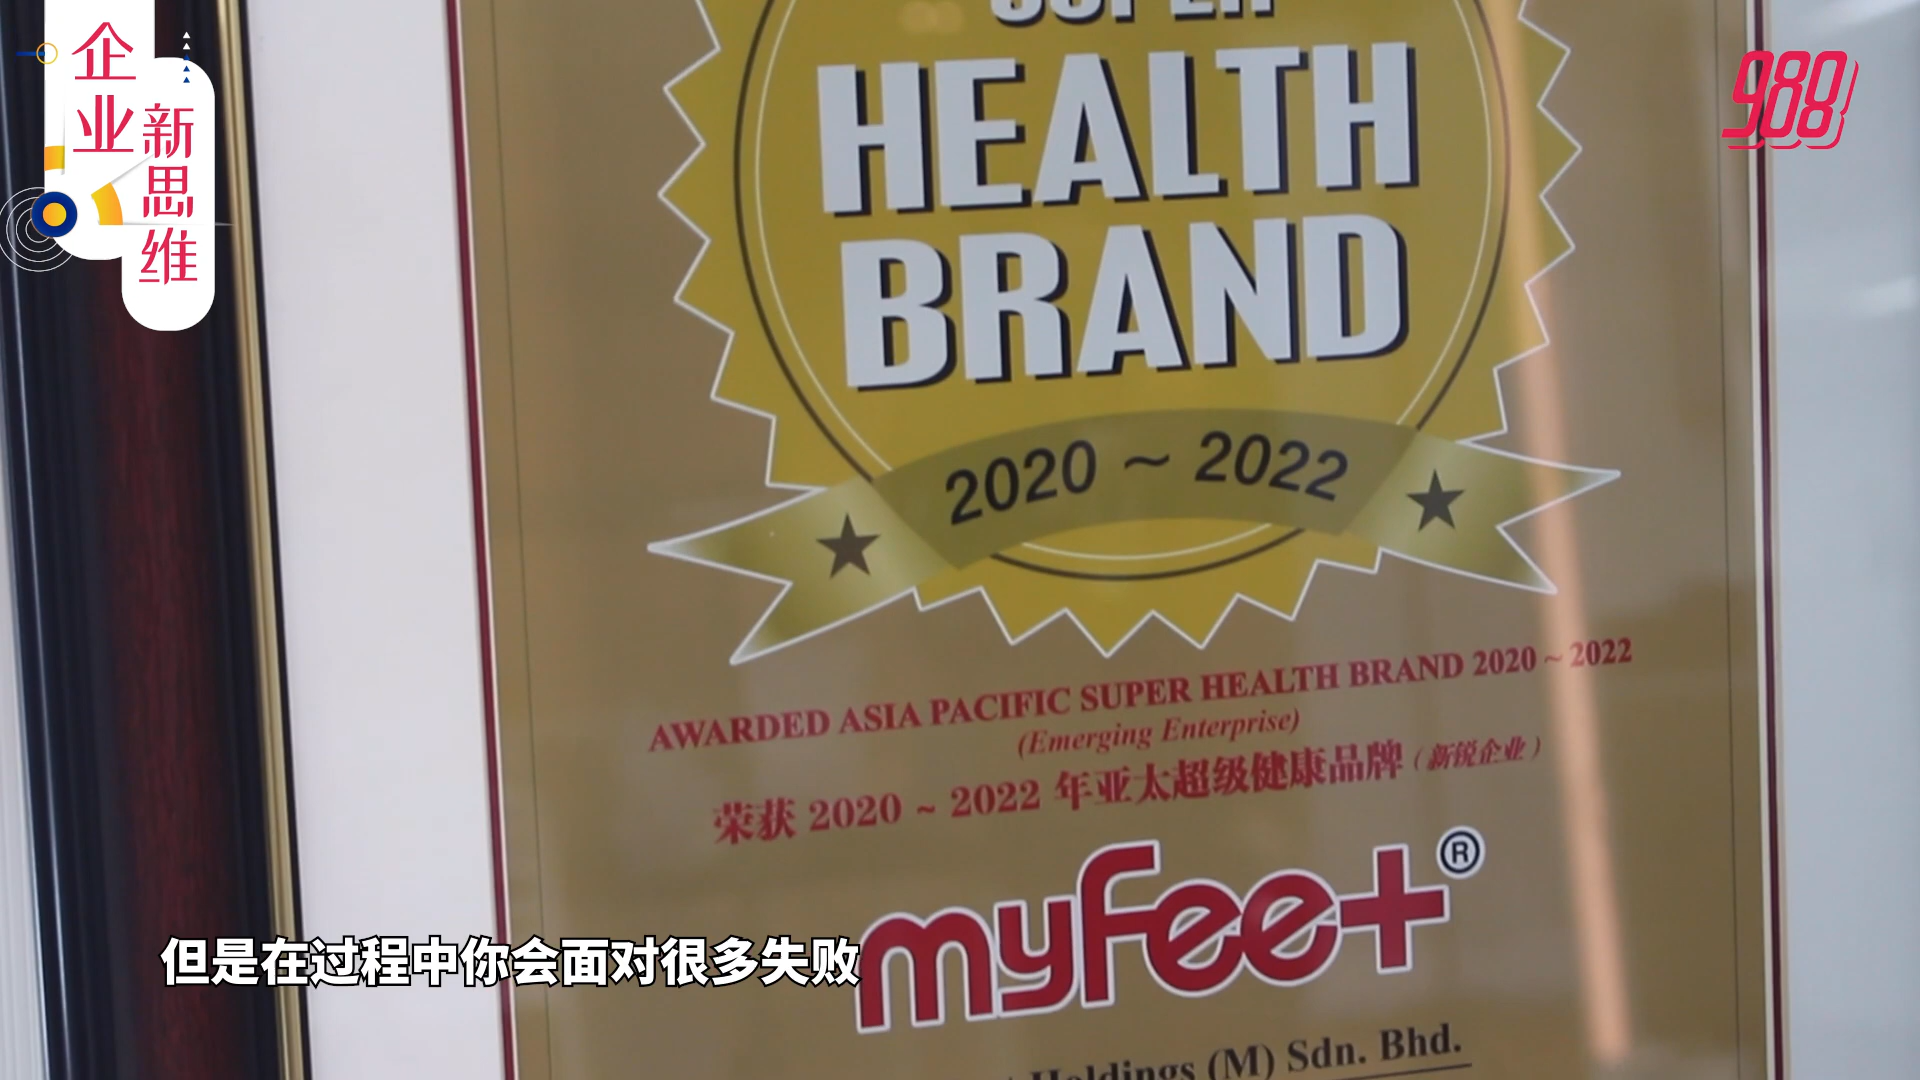 企业
新思维
988
SUPER
HEALTH
BRAND
2020 ~ 2022
AWARDED ASIA PACIFIC SUPER HEALTH BRAND 2020 ~ 2022
(Emerging Enterprise)
荣获 2020 ~ 2022 年亚太超级健康品牌（新锐企业）
myFeet®
但是在过程中你会面对很多失败
Holdings (M) Sdn. Bhd.